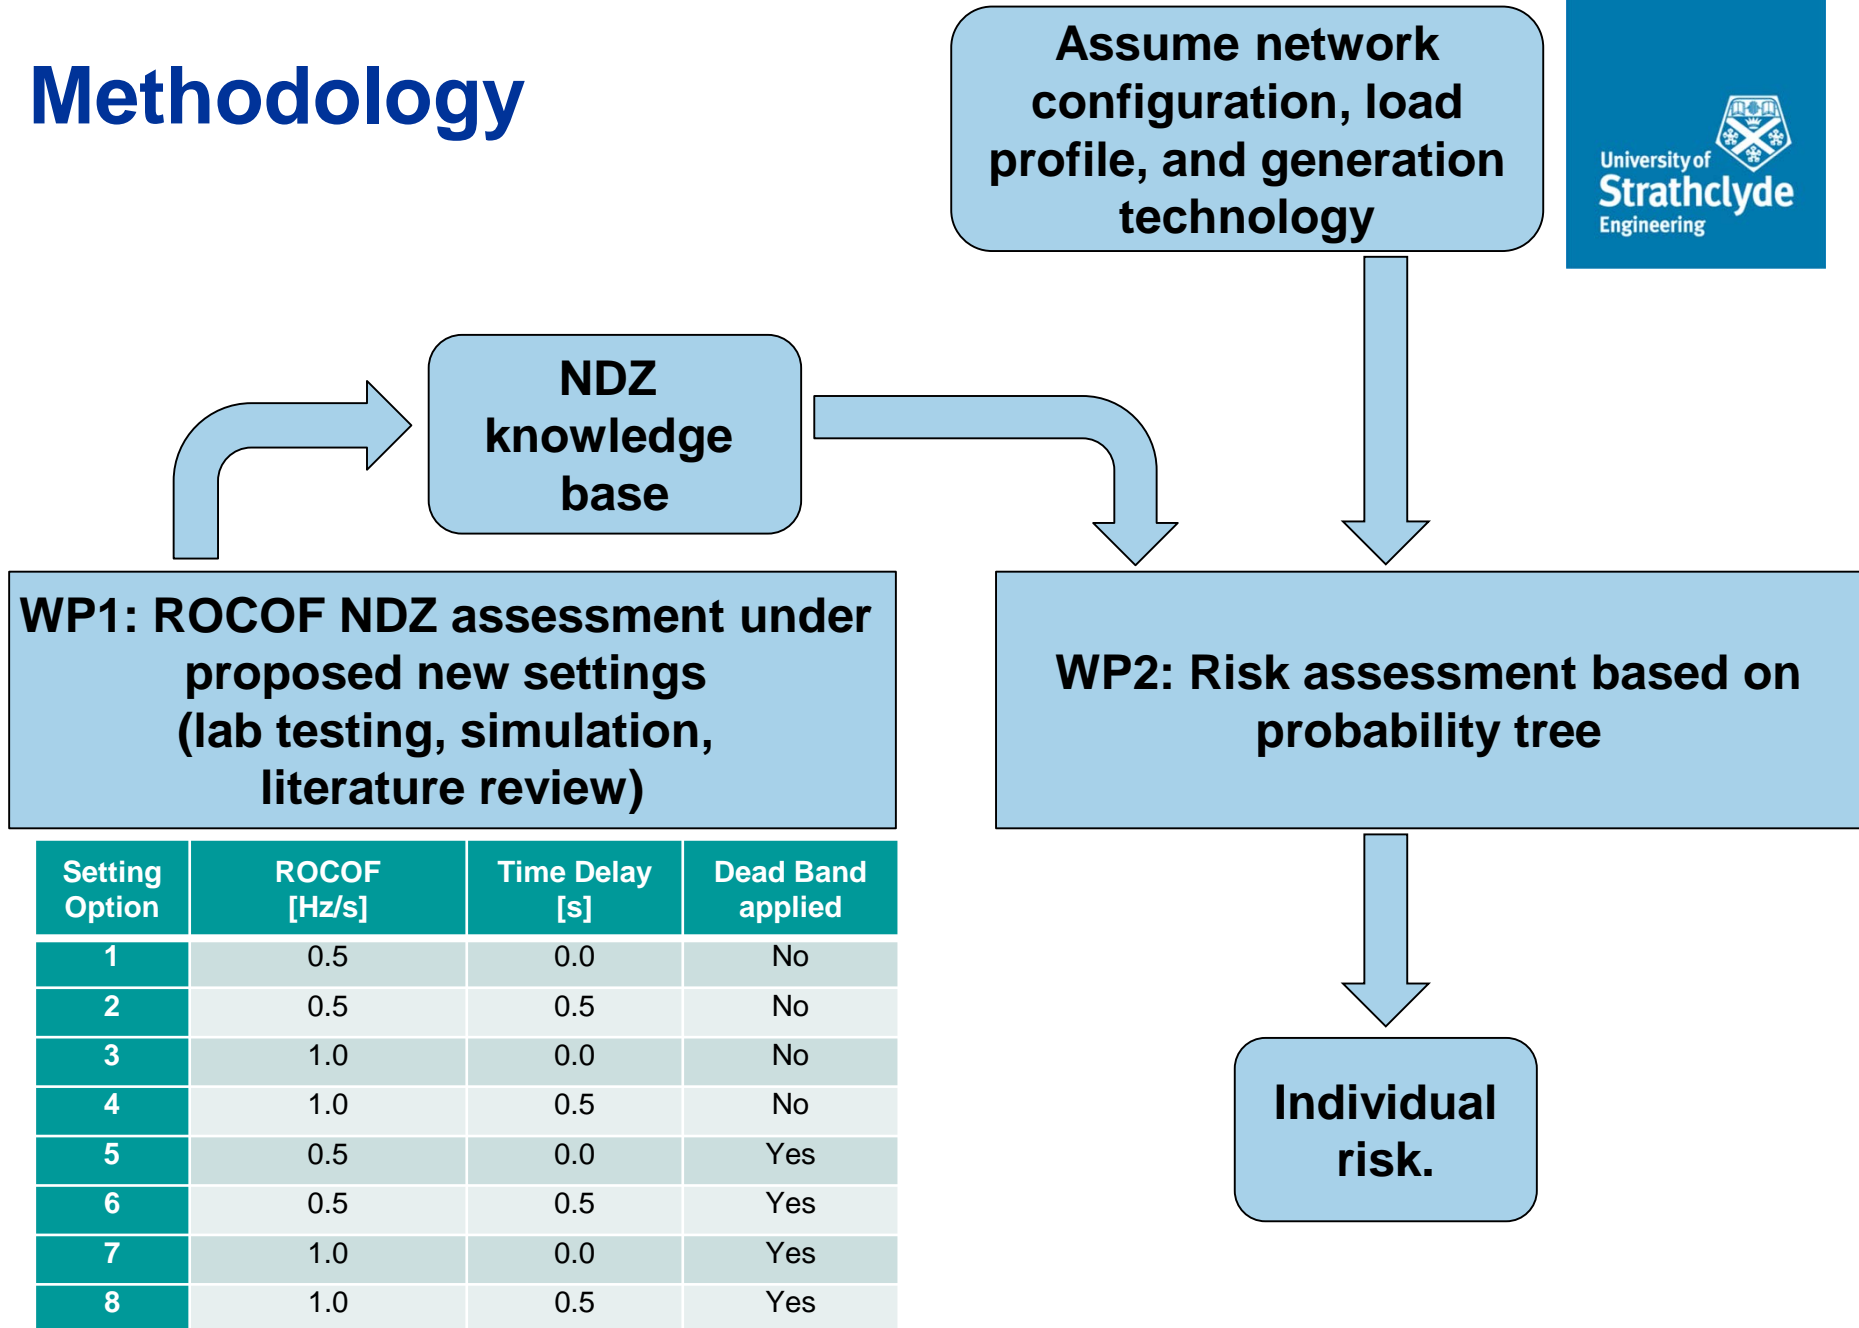 Methodology
Assume network
configuration, load
profile, and generation
technology
University of
Strathclyde
Engineering
NDZ
knowledge
base
WP1: ROCOF NDZ assessment under
proposed new settings
(lab testing, simulation,
literature review)
WP2: Risk assessment based on
probability tree
Setting Option ROCOF [Hz/s] Time Delay [s] Dead Band applied
1 0.5 0.0 No
2 0.5 0.5 No
3 1.0 0.0 No
4 1.0 0.5 No
5 0.5 0.0 Yes
6 0.5 0.5 Yes
7 1.0 0.0 Yes
8 1.0 0.5 Yes
Individual
risk.